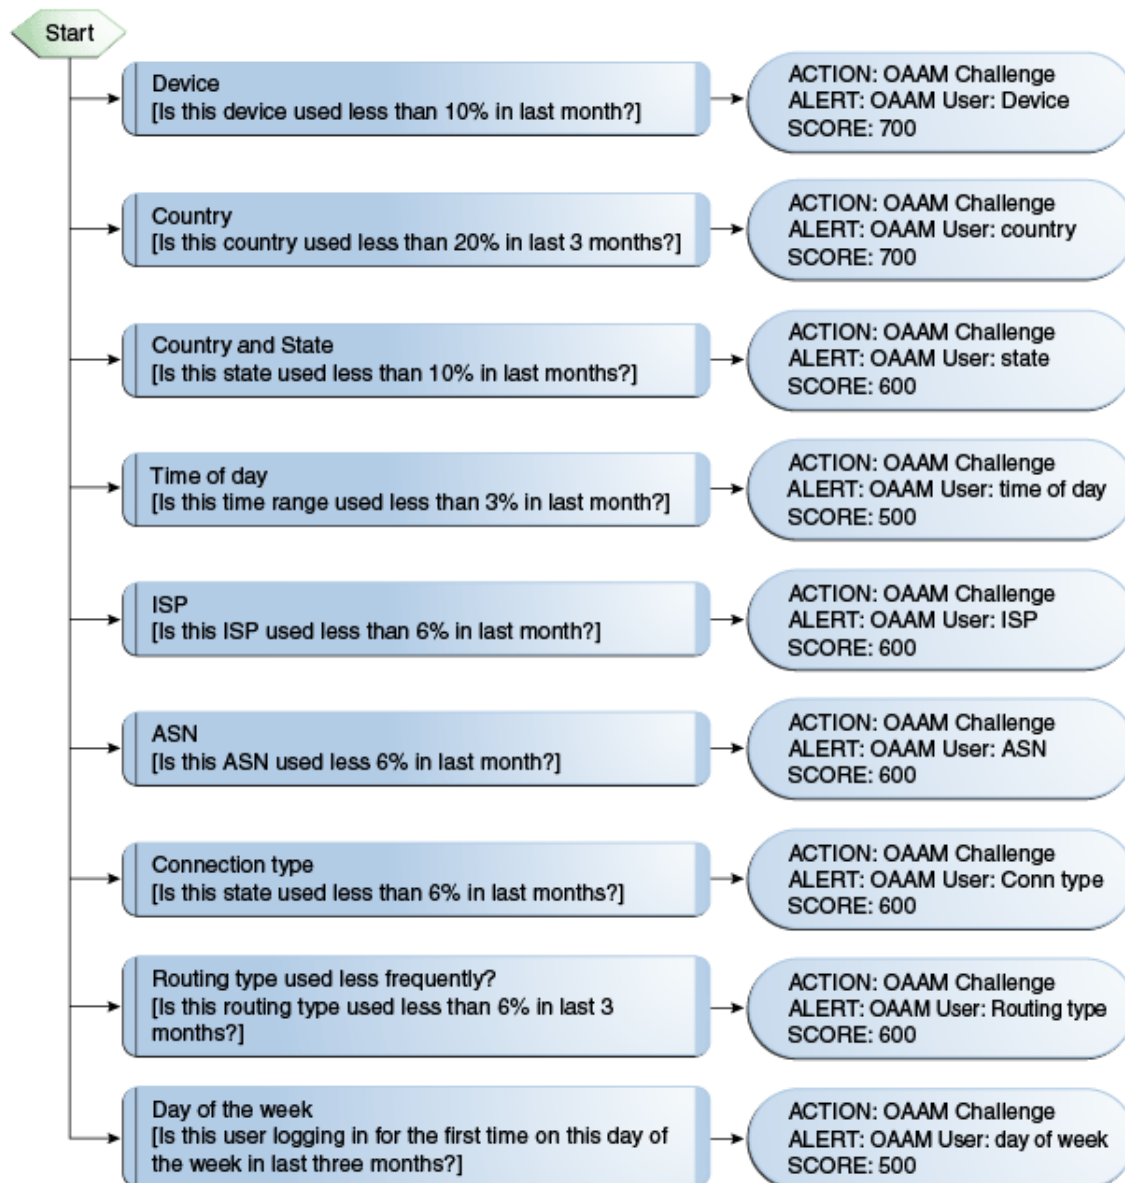 Start
Device
[Is this device used less than 10% in last month?]
ACTION: OAAM Challenge
ALERT: OAAM User: Device
SCORE: 700
Country
[Is this country used less than 20% in last 3 months?]
ACTION: OAAM Challenge
ALERT: OAAM User: country
SCORE: 700
Country and State
[Is this state used less than 10% in last months?]
ACTION: OAAM Challenge
ALERT: OAAM User: state
SCORE: 600
Time of day
[Is this time range used less than 3% in last month?]
ACTION: OAAM Challenge
ALERT: OAAM User: time of day
SCORE: 500
ISP
[Is this ISP used less than 6% in last month?]
ACTION: OAAM Challenge
ALERT: OAAM User: ISP
SCORE: 600
ASN
[Is this ASN used less 6% in last month?]
ACTION: OAAM Challenge
ALERT: OAAM User: ASN
SCORE: 600
Connection type
[Is this state used less than 6% in last months?]
ACTION: OAAM Challenge
ALERT: OAAM User: Conn type
SCORE: 600
Routing type used less frequently?
[Is this routing type used less than 6% in last 3
months?]
ACTION: OAAM Challenge
ALERT: OAAM User: Routing type
SCORE: 600
Day of the week
[Is this user logging in for the first time on this day of
the week in last three months?]
ACTION: OAAM Challenge
ALERT: OAAM User: day of week
SCORE: 500